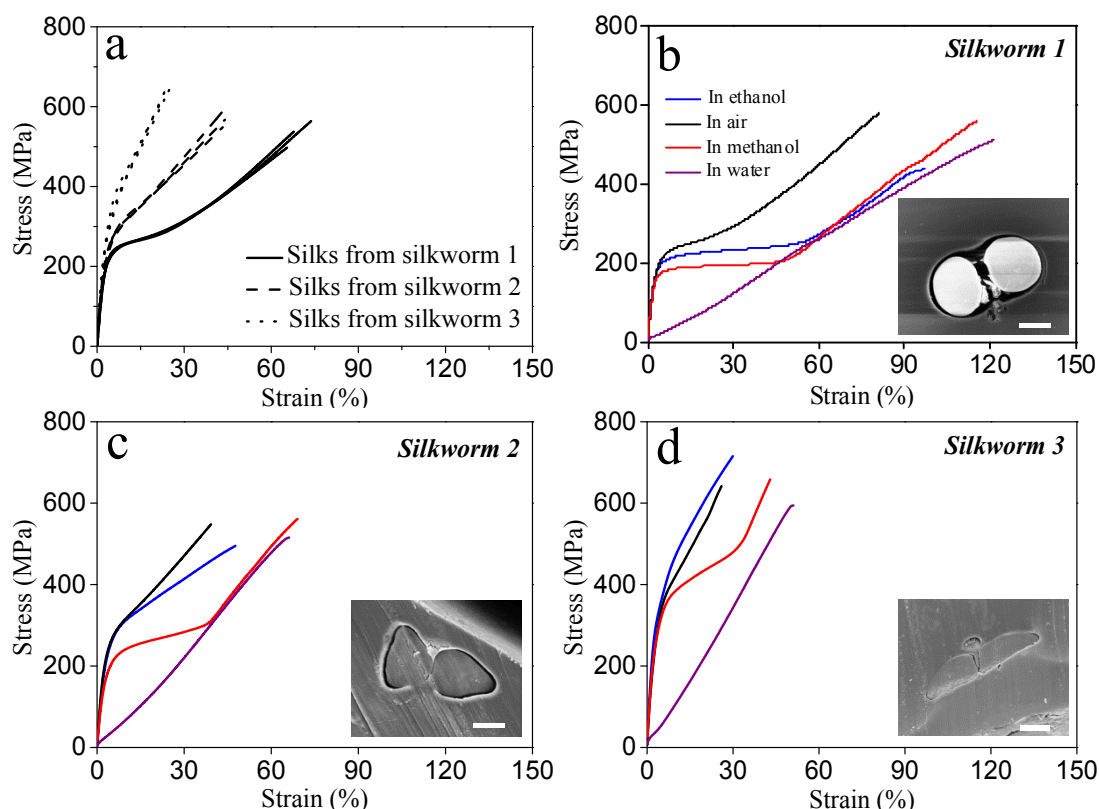 a
800
600
400
200
0
Stress (MPa)
Silks from silkworm 1
Silks from silkworm 2
Silks from silkworm 3
0 30 60 90 120 150
Strain (%)
b
Silkworm 1
800
600
400
200
0
Stress (MPa)
In ethanol
In air
In methanol
In water
0 30 60 90 120 150
Strain (%)
c
Silkworm 2
800
600
400
200
0
Stress (MPa)
0 30 60 90 120 150
Strain (%)
d
Silkworm 3
800
600
400
200
0
Stress (MPa)
0 30 60 90 120 150
Strain (%)